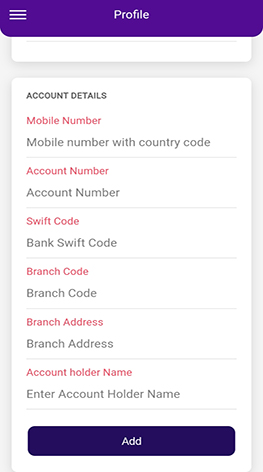 Profile
ACCOUNT DETAILS
Mobile Number
Mobile number with country code
Account Number
Account Number
Swift Code
Bank Swift Code
Branch Code
Branch Code
Branch Address
Branch Address
Account holder Name
Enter Account Holder Name
Add